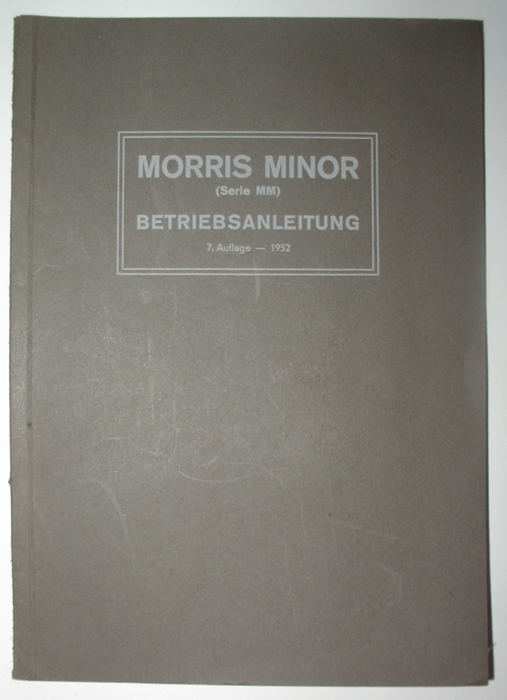 MORRIS MINOR
(Serie MM)
BETRIEBSANLEITUNG
7. Auflage — 1952